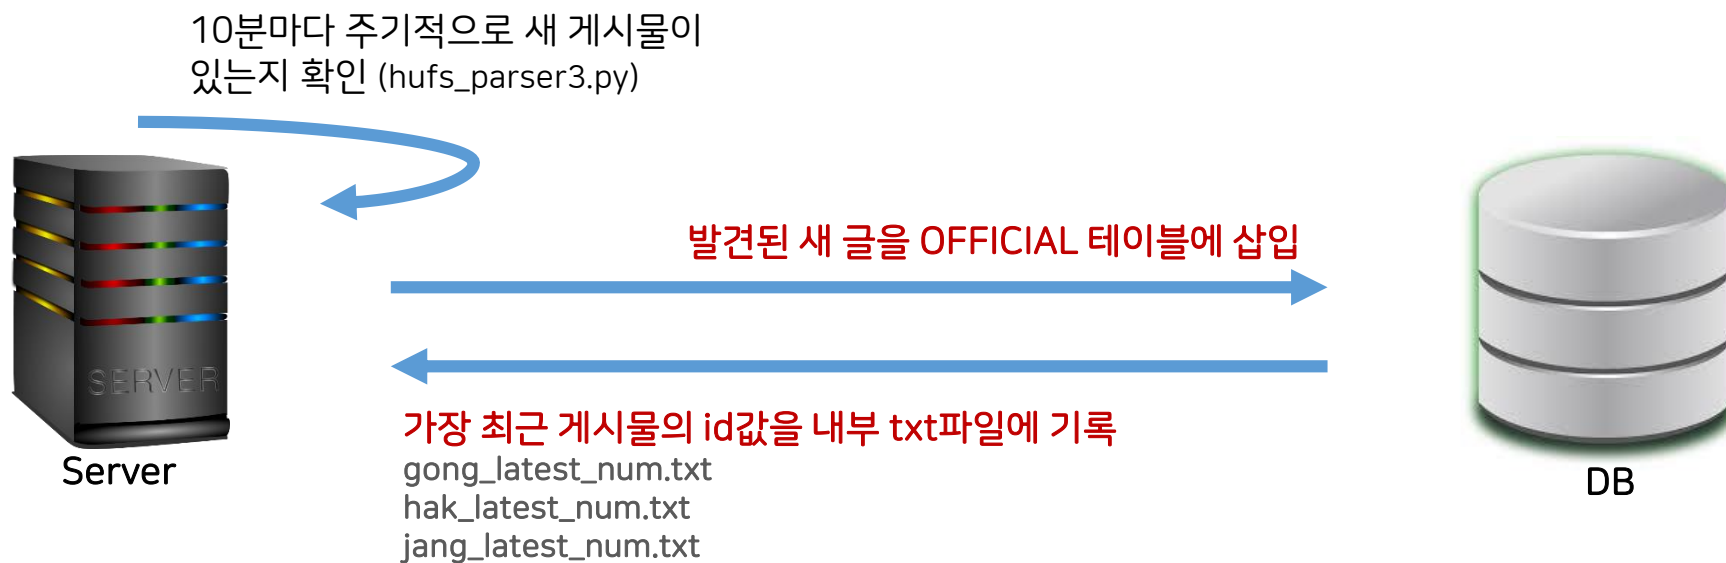 10분마다 주기적으로 새 게시물이
있는지 확인 (hufs_parser3.py)
발견된 새 글을 OFFICIAL 테이블에 삽입
SERVER
가장 최근 게시물의 id값을 내부 txt파일에 기록
Server
gong_latest_num.txt
DB
hak_latest_num.txt
jang_latest_num.txt